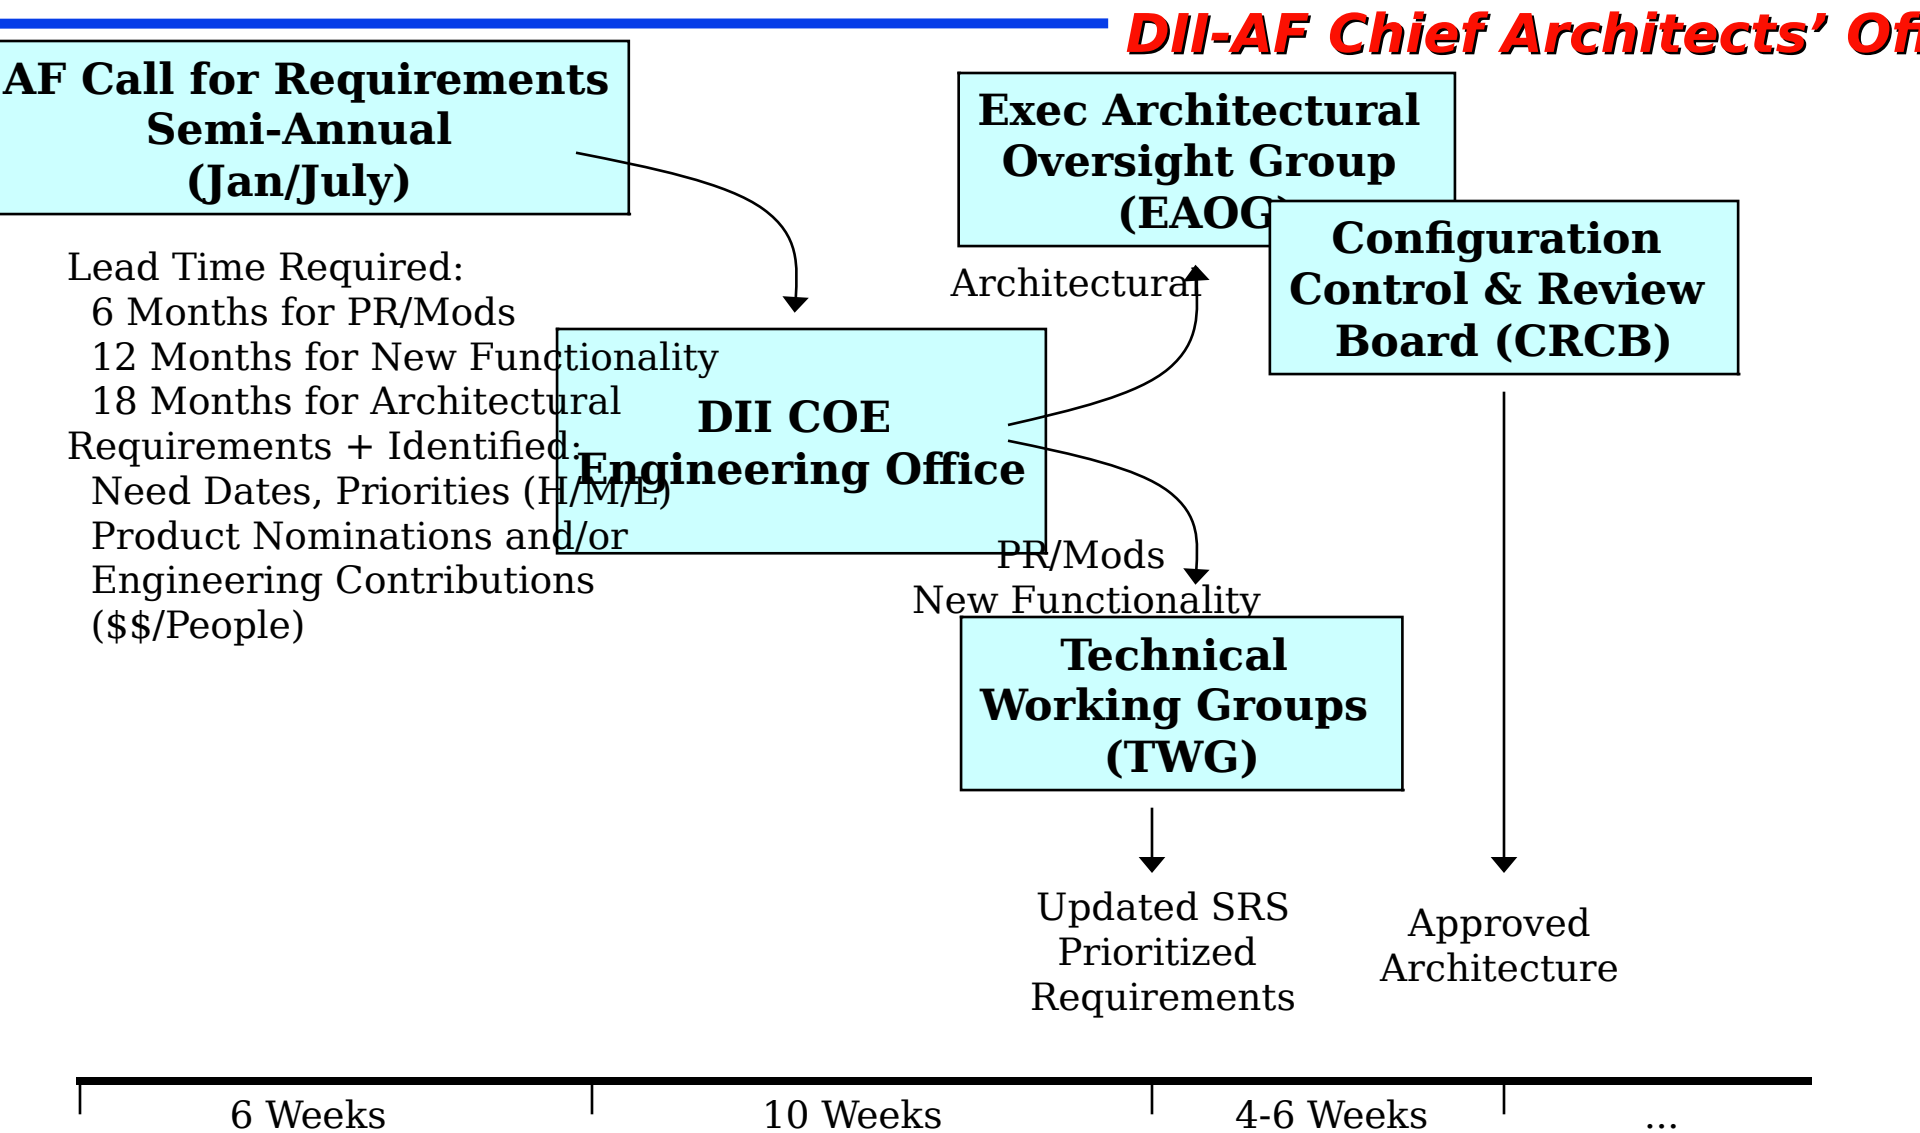 DII-AF Chief Architects’
AF Call for Requirements
Semi-Annual
(Jan/July)
Exec Architectural
Oversight Group
(EAOG)
Configuration
Control & Review
Board (CRCB)
Lead Time Required:
6 Months for PR/Mods
12 Months for New Functionality
18 Months for Architectural
Requirements + Identified:
Need Dates, Priorities (H/M/L)
Product Nominations and/or
Engineering Contributions
($$/People)
Architectural
DII COE
Engineering Office
PR/Mods
New Functionality
Technical
Working Groups
(TWG)
Updated SRS
Prioritized
Requirements
Approved
Architecture
6 Weeks
10 Weeks
4-6 Weeks
...